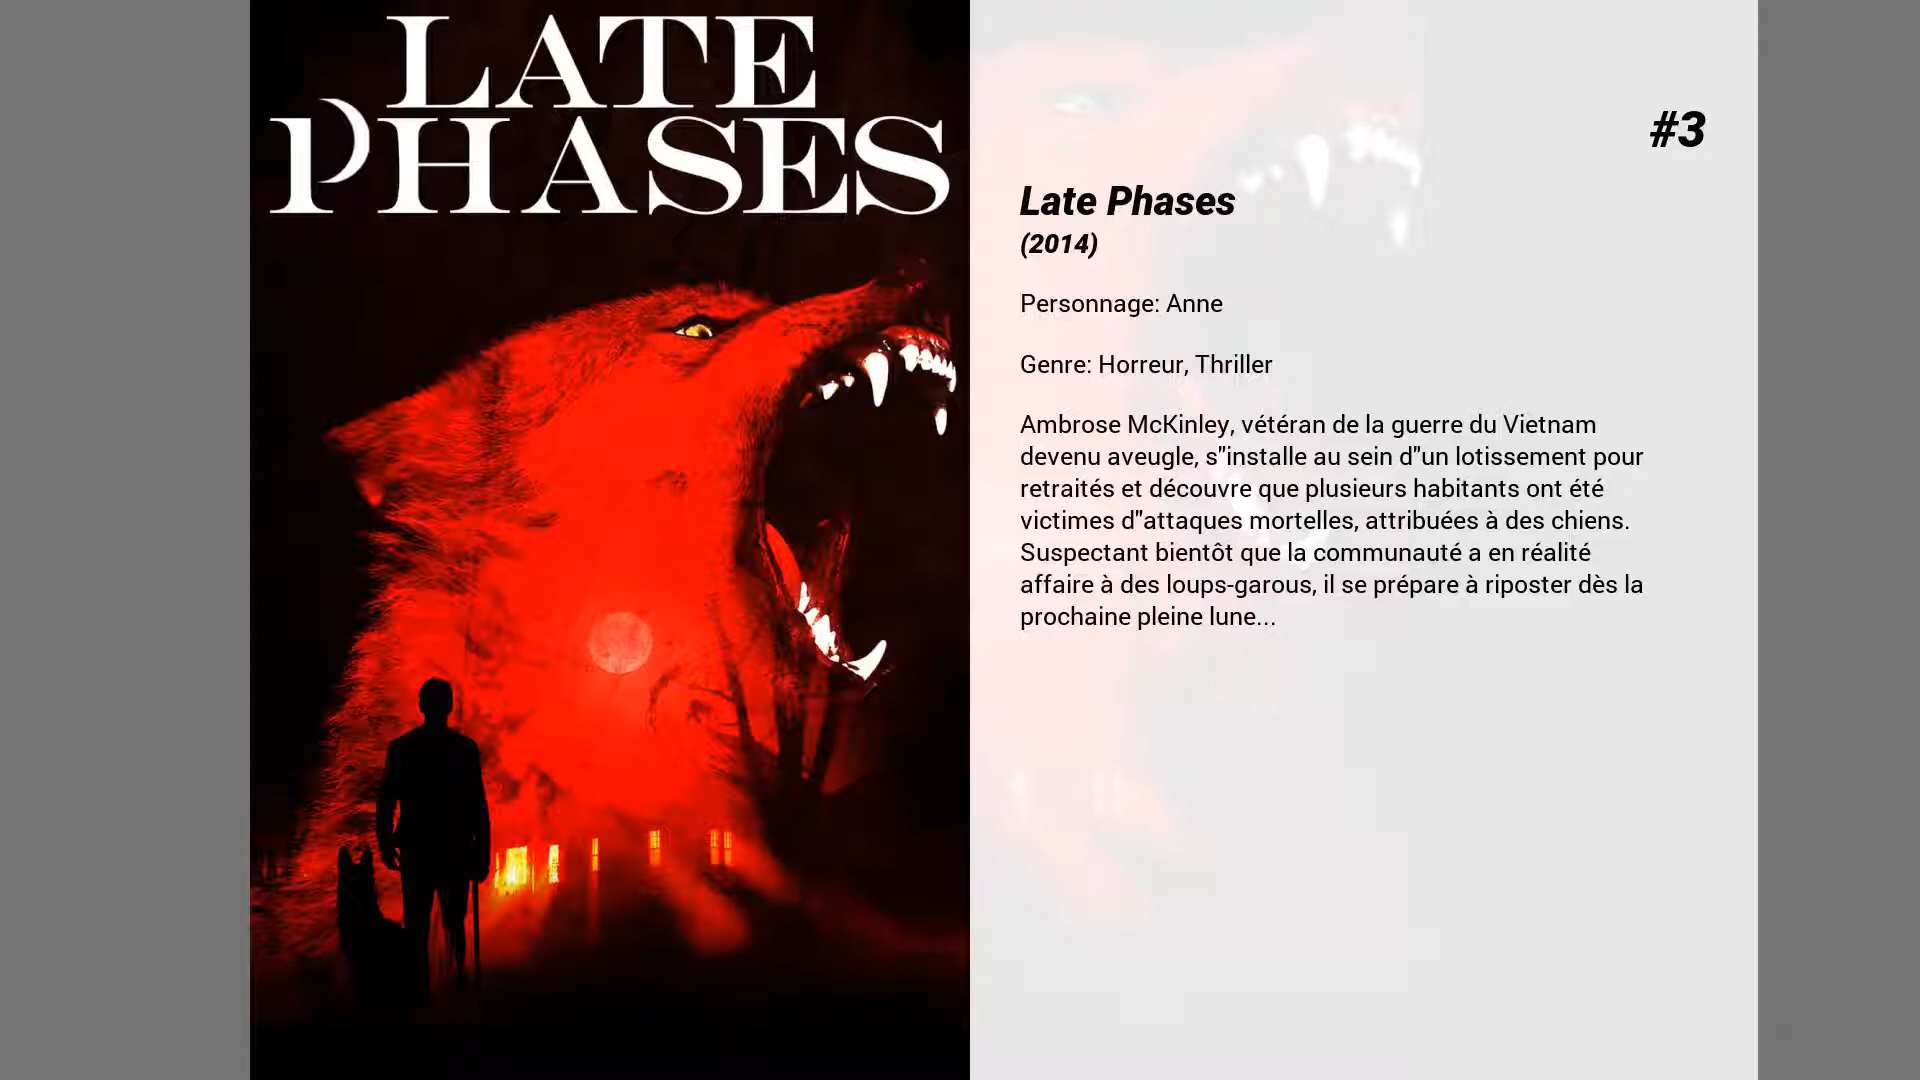 LATE
PHASES
#3
Late Phases
(2014)
Personnage: Anne
Genre: Horreur, Thriller
Ambrose McKinley, vétéran de la guerre du Vietnam
devenu aveugle, s"installe au sein d"un lotissement pour
retraités et découvre que plusieurs habitants ont été
victimes d"attaques mortelles, attribuées à des chiens.
Suspectant bientôt que la communauté a en réalité
affaire à des loups-garous, il se prépare à riposter dès la
prochaine pleine lune...